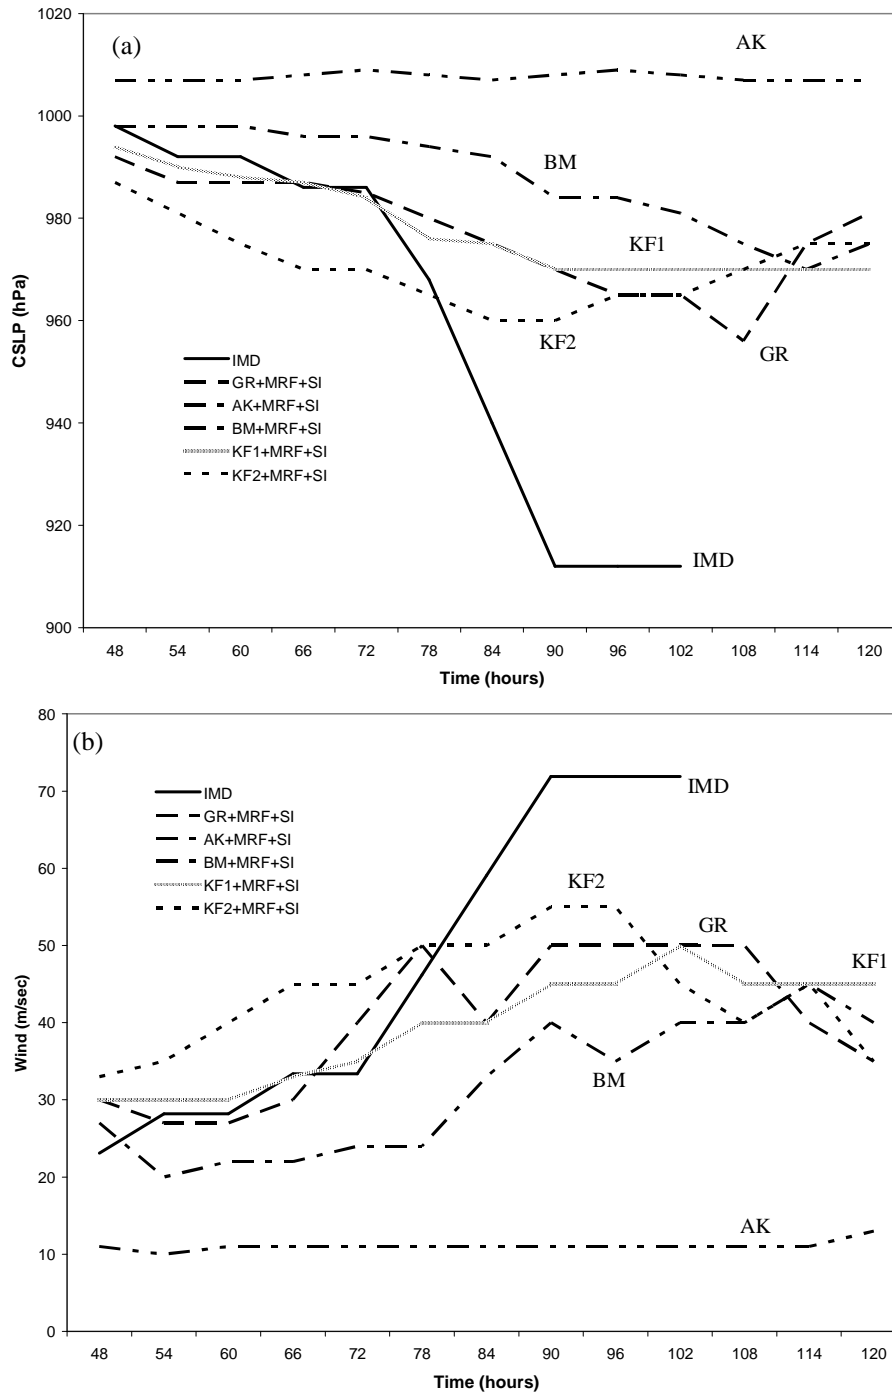 1020
(a)
AK
1000
BM
980
KF1
CSLP (hPa)
960
KF2
GR
IMD
GR+MRF+SI
AK+MRF+SI
BM+MRF+SI
KF1+MRF+SI
KF2+MRF+SI
940
920
IMD
900
48 54 60 66 72 78 84 90 96 102 108 114 120
Time (hours)
80
(b)
70
IMD
IMD
GR+MRF+SI
AK+MRF+SI
BM+MRF+SI
KF1+MRF+SI
KF2+MRF+SI
60
KF2
GR
50
KF1
Wind (m/sec)
40
BM
30
20
AK
10
0
48 54 60 66 72 78 84 90 96 102 108 114 120
Time (hours)